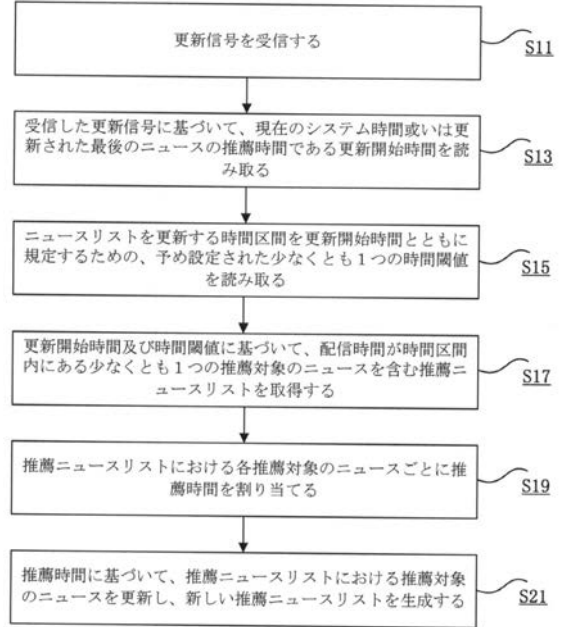 更新信号を受信する
S11
受信した更新信号に基づいて、現在のシステム時間或いは更
新された最後のニュースの推薦時間である更新開始時間を読
み取る
S13
ニュースリストを更新する時間区間を更新開始時間とともに
規定するための、予め設定された少なくとも1つの時間閾値
を読み取る
S15
更新開始時間及び時間閾値に基づいて、配信時間が時間区間
内にある少なくとも1つの推薦対象のニュースを含む推薦ニ
ュースリストを取得する
S17
推薦ニュースリストにおける各推薦対象のニュースごとに推
薦時間を割り当てる
S19
推薦時間に基づいて、推薦ニュースリストにおける推薦対象
のニュースを更新し、新しい推薦ニュースリストを生成する
S21